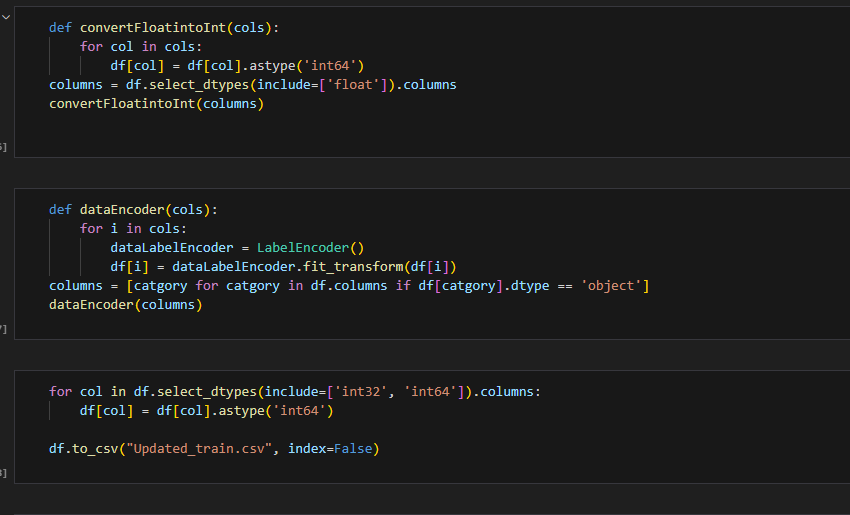 def convertFloatintoInt(cols):
    for col in cols:
        df[col] = df[col].astype('int64')
columns = df.select_dtypes(include=['float']).columns
convertFloatintoInt(columns)
]
def dataEncoder(cols):
    for i in cols:
        dataLabelEncoder = LabelEncoder()
        df[i] = dataLabelEncoder.fit_transform(df[i])
columns = [catgory for catgory in df.columns if df[catgory].dtype == 'object']
dataEncoder(columns)
]
for col in df.select_dtypes(include=['int32', 'int64']).columns:
    df[col] = df[col].astype('int64')
df.to_csv("Updated_train.csv", index=False)
]